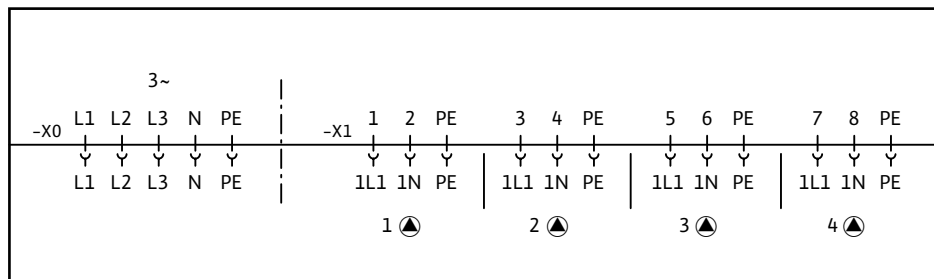 3~
L1 L2 L3 N PE 1 2 PE 3 4 PE 5 6 PE 7 8 PE
-X0 -X1
L1 L2 L3 N PE 1L1 1N PE 1L1 1N PE 1L1 1N PE 1L1 1N PE
1 2 3 4